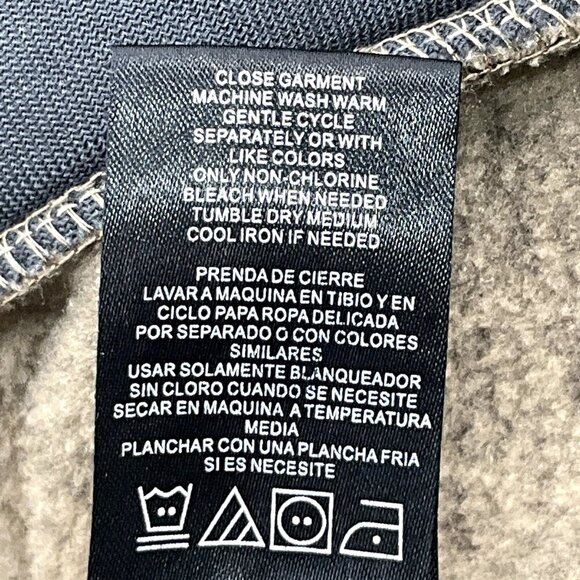 CLOSE GARMENT
MACHINE WASH WARM
GENTLE CYCLE
SEPARATELY OR WITH
LIKE COLORS
ONLY NON-CHLORINE
BLEACH WHEN NEEDED
TUMBLE DRY MEDIUM
COOL IRON IF NEEDED
PRENDA DE CIERRE
LAVAR A MAQUINA EN TIBIO Y EN
CICLO PAPA ROPA DELICADA
POR SEPARADO O CON COLORES
SIMILARES
USAR SOLAMENTE BLANQUEADOR
SIN CLORO CUANDO SE NECESITE
SECAR EN MAQUINA A TEMPERATURA
MEDIA
PLANCHAR CON UNA PLANCHA FRIA
SI ES NECESITE